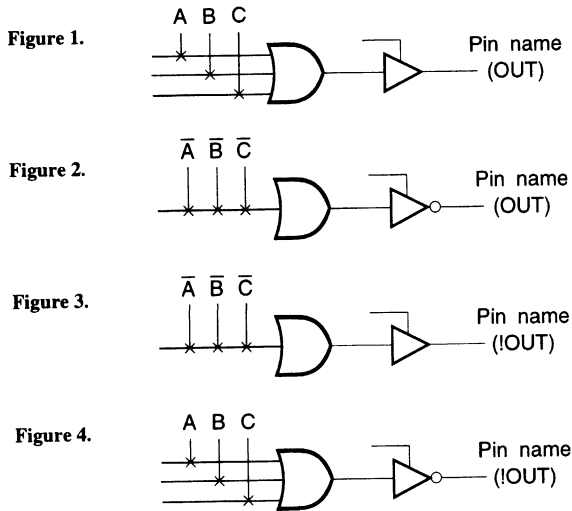 A B C
Figure 1.
Pin name
(OUT)
A̅ B̅ C̅
Figure 2.
Pin name
(OUT)
A̅ B̅ C̅
Figure 3.
Pin name
(!OUT)
A B C
Figure 4.
Pin name
(!OUT)